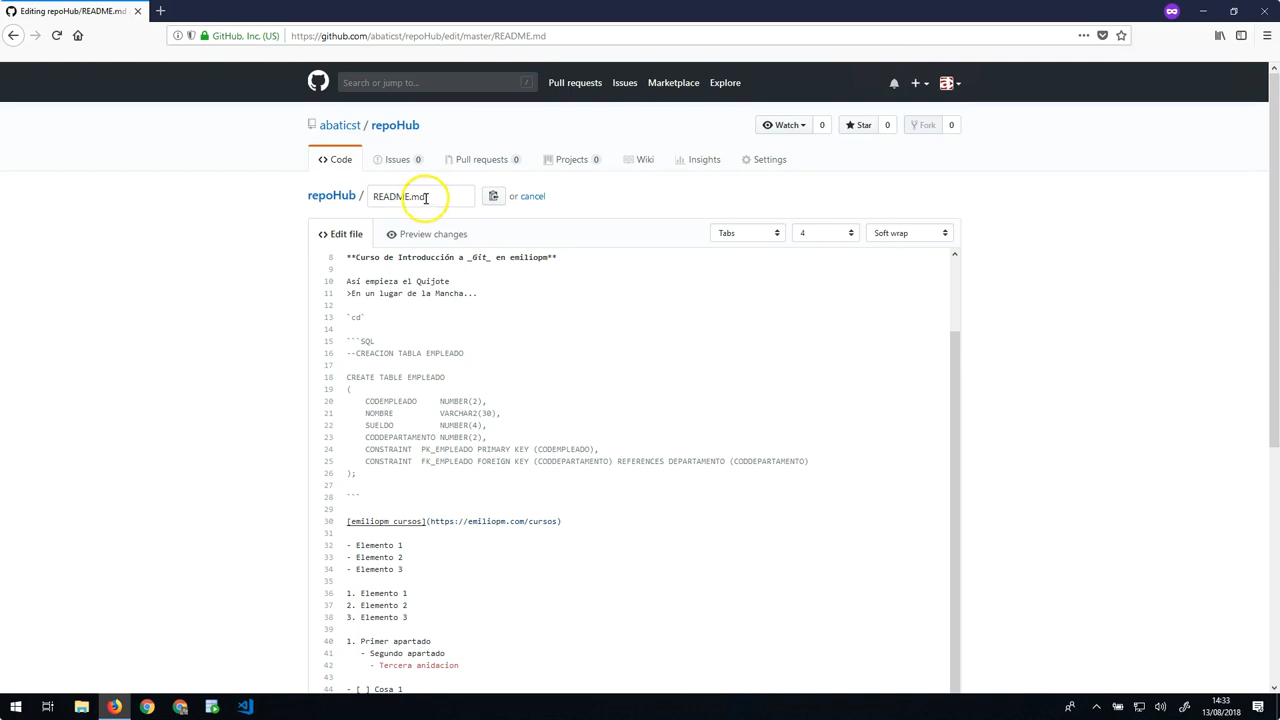 Editing repoHub/README.md
GitHub, Inc. (US)
https://github.com/abaticst/repoHub/edit/master/README.md
Search or jump to...
/
Pull requests
Issues
Marketplace
Explore
abaticst / repoHub
Watch 0
Star 0
Fork 0
Code
Issues 0
Pull requests 0
Projects 0
Wiki
Insights
Settings
repoHub / README.md or cancel
<> Edit file
Preview changes
Tabs
4
Soft wrap
8 **Curso de Introducción a _Git_ en emiliopm**
9
10 Así empieza el Quijote
11 >En un lugar de la Mancha...
12
13 `cd`
14
15 ```SQL
16 --CREACION TABLA EMPLEADO
17
18 CREATE TABLE EMPLEADO
19 (
20 CODEMPLEADO NUMBER(2),
21 NOMBRE VARCHAR2(30),
22 SUELDO NUMBER(4),
23 CODDEPARTAMENTO NUMBER(2),
24 CONSTRAINT PK_EMPLEADO PRIMARY KEY (CODEMPLEADO),
25 CONSTRAINT FK_EMPLEADO FOREIGN KEY (CODDEPARTAMENTO) REFERENCES DEPARTAMENTO (CODDEPARTAMENTO)
26 );
27
28 ```
29
30 [emiliopm cursos](https://emiliopm.com/cursos)
31
32 - Elemento 1
33 - Elemento 2
34 - Elemento 3
35
36 1. Elemento 1
37 2. Elemento 2
38 3. Elemento 3
39
40 1. Primer apartado
41 - Segundo apartado
42 - Tercera anidacion
43
44 - [ ] Cosa 1
14:33
13/08/2018